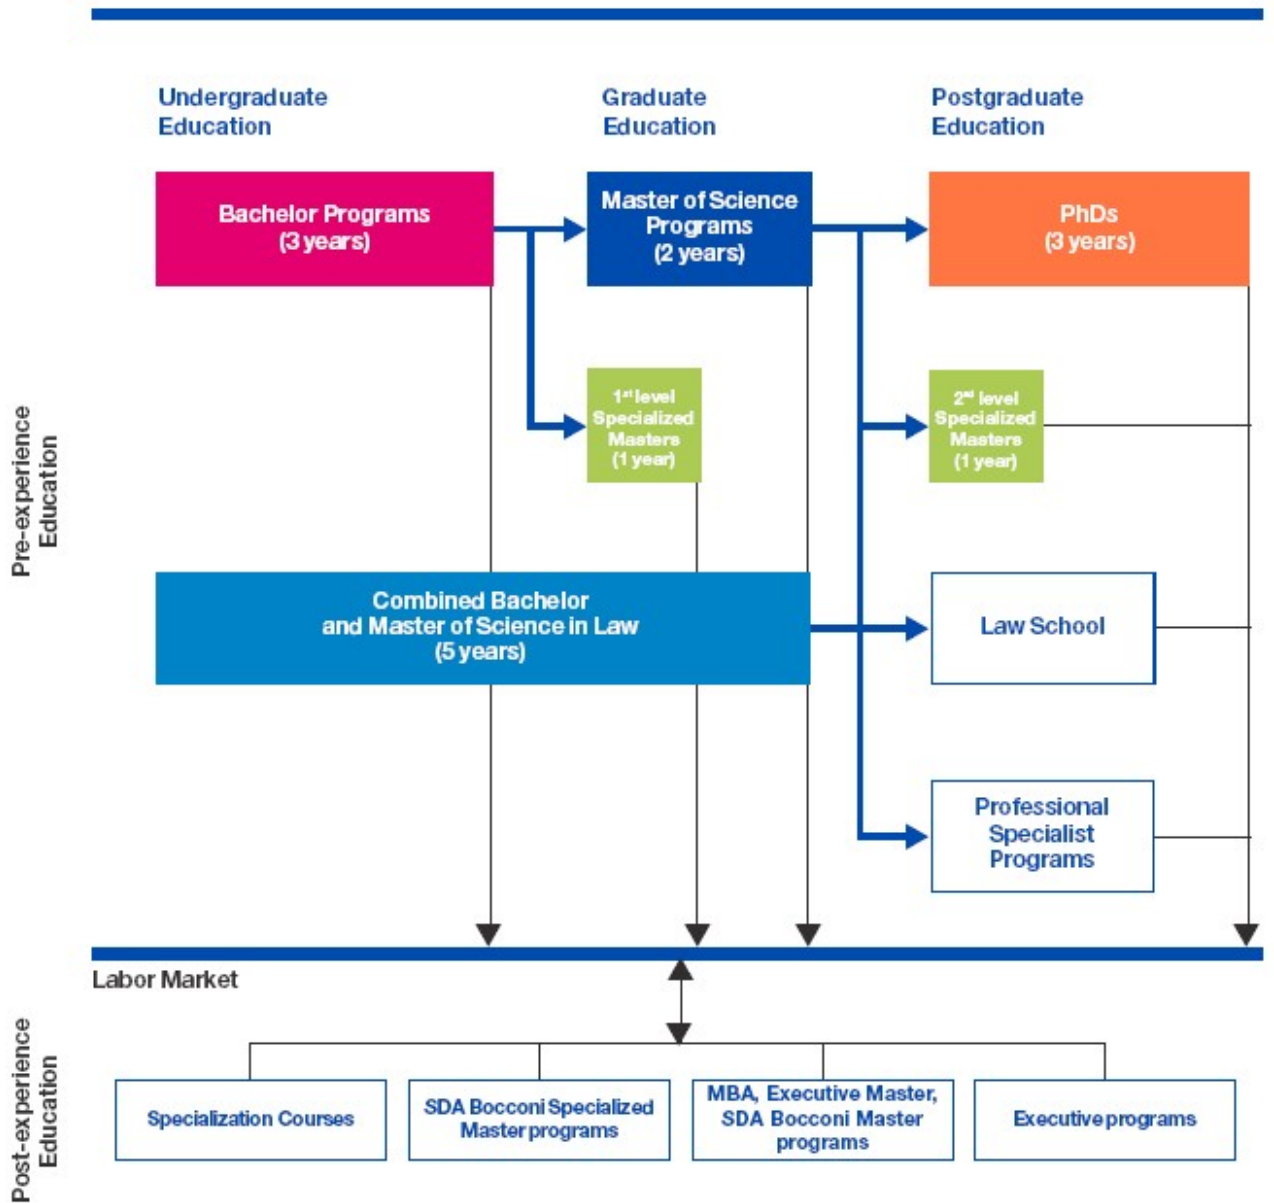 Undergraduate
Education
Graduate
Education
Postgraduate
Education
Bachelor Programs
(3 years)
Master of Science
Programs
(2 years)
PhDs
(3 years)
Pre-experience
Education
1st level
Specialized
Masters
(1 year)
2nd level
Specialized
Masters
(1 year)
Combined Bachelor
and Master of Science in Law
(5 years)
Law School
Professional
Specialist
Programs
Labor Market
Post-experience
Education
Specialization Courses
SDA Bocconi Specialized
Master programs
MBA, Executive Master,
SDA Bocconi Master
programs
Executive programs